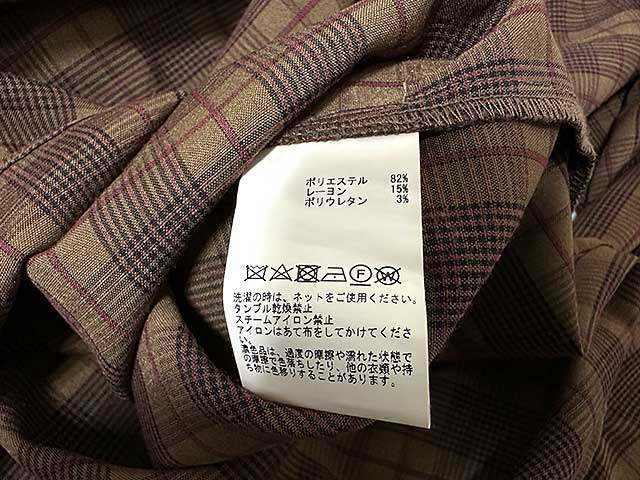 ポリエステル 82%
レーヨン 15%
ポリウレタン 3%
F W
洗濯の時は、ネットをご使用ください。
タンブル乾燥禁止
スチームアイロン禁止
アイロンはあて布をしてかけてくださ
い。
濃色品は、過度の摩擦や濡れた状態で
の摩擦で色落ちしたり、他の衣類や持
ち物に色移りすることがあります。